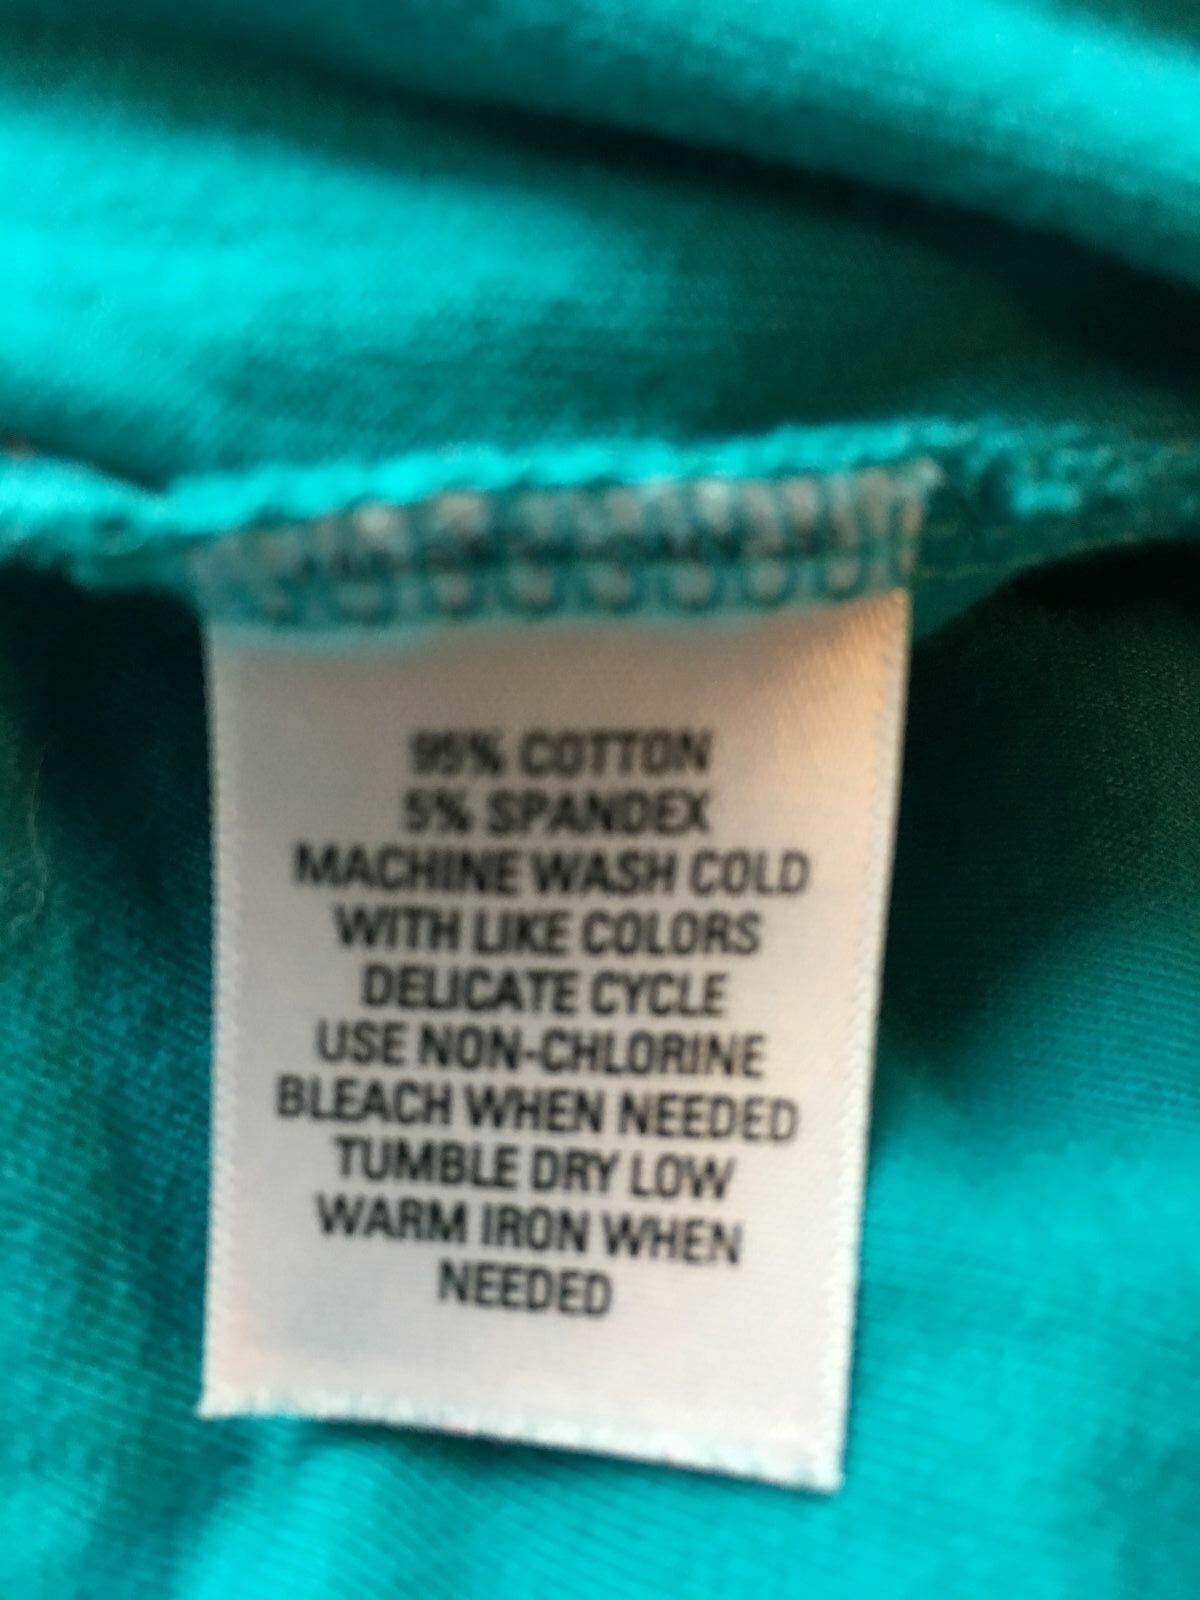 95% COTTON
5% SPANDEX
MACHINE WASH COLD
WITH LIKE COLORS
DELICATE CYCLE
USE NON-CHLORINE
BLEACH WHEN NEEDED
TUMBLE DRY LOW
WARM IRON WHEN
NEEDED